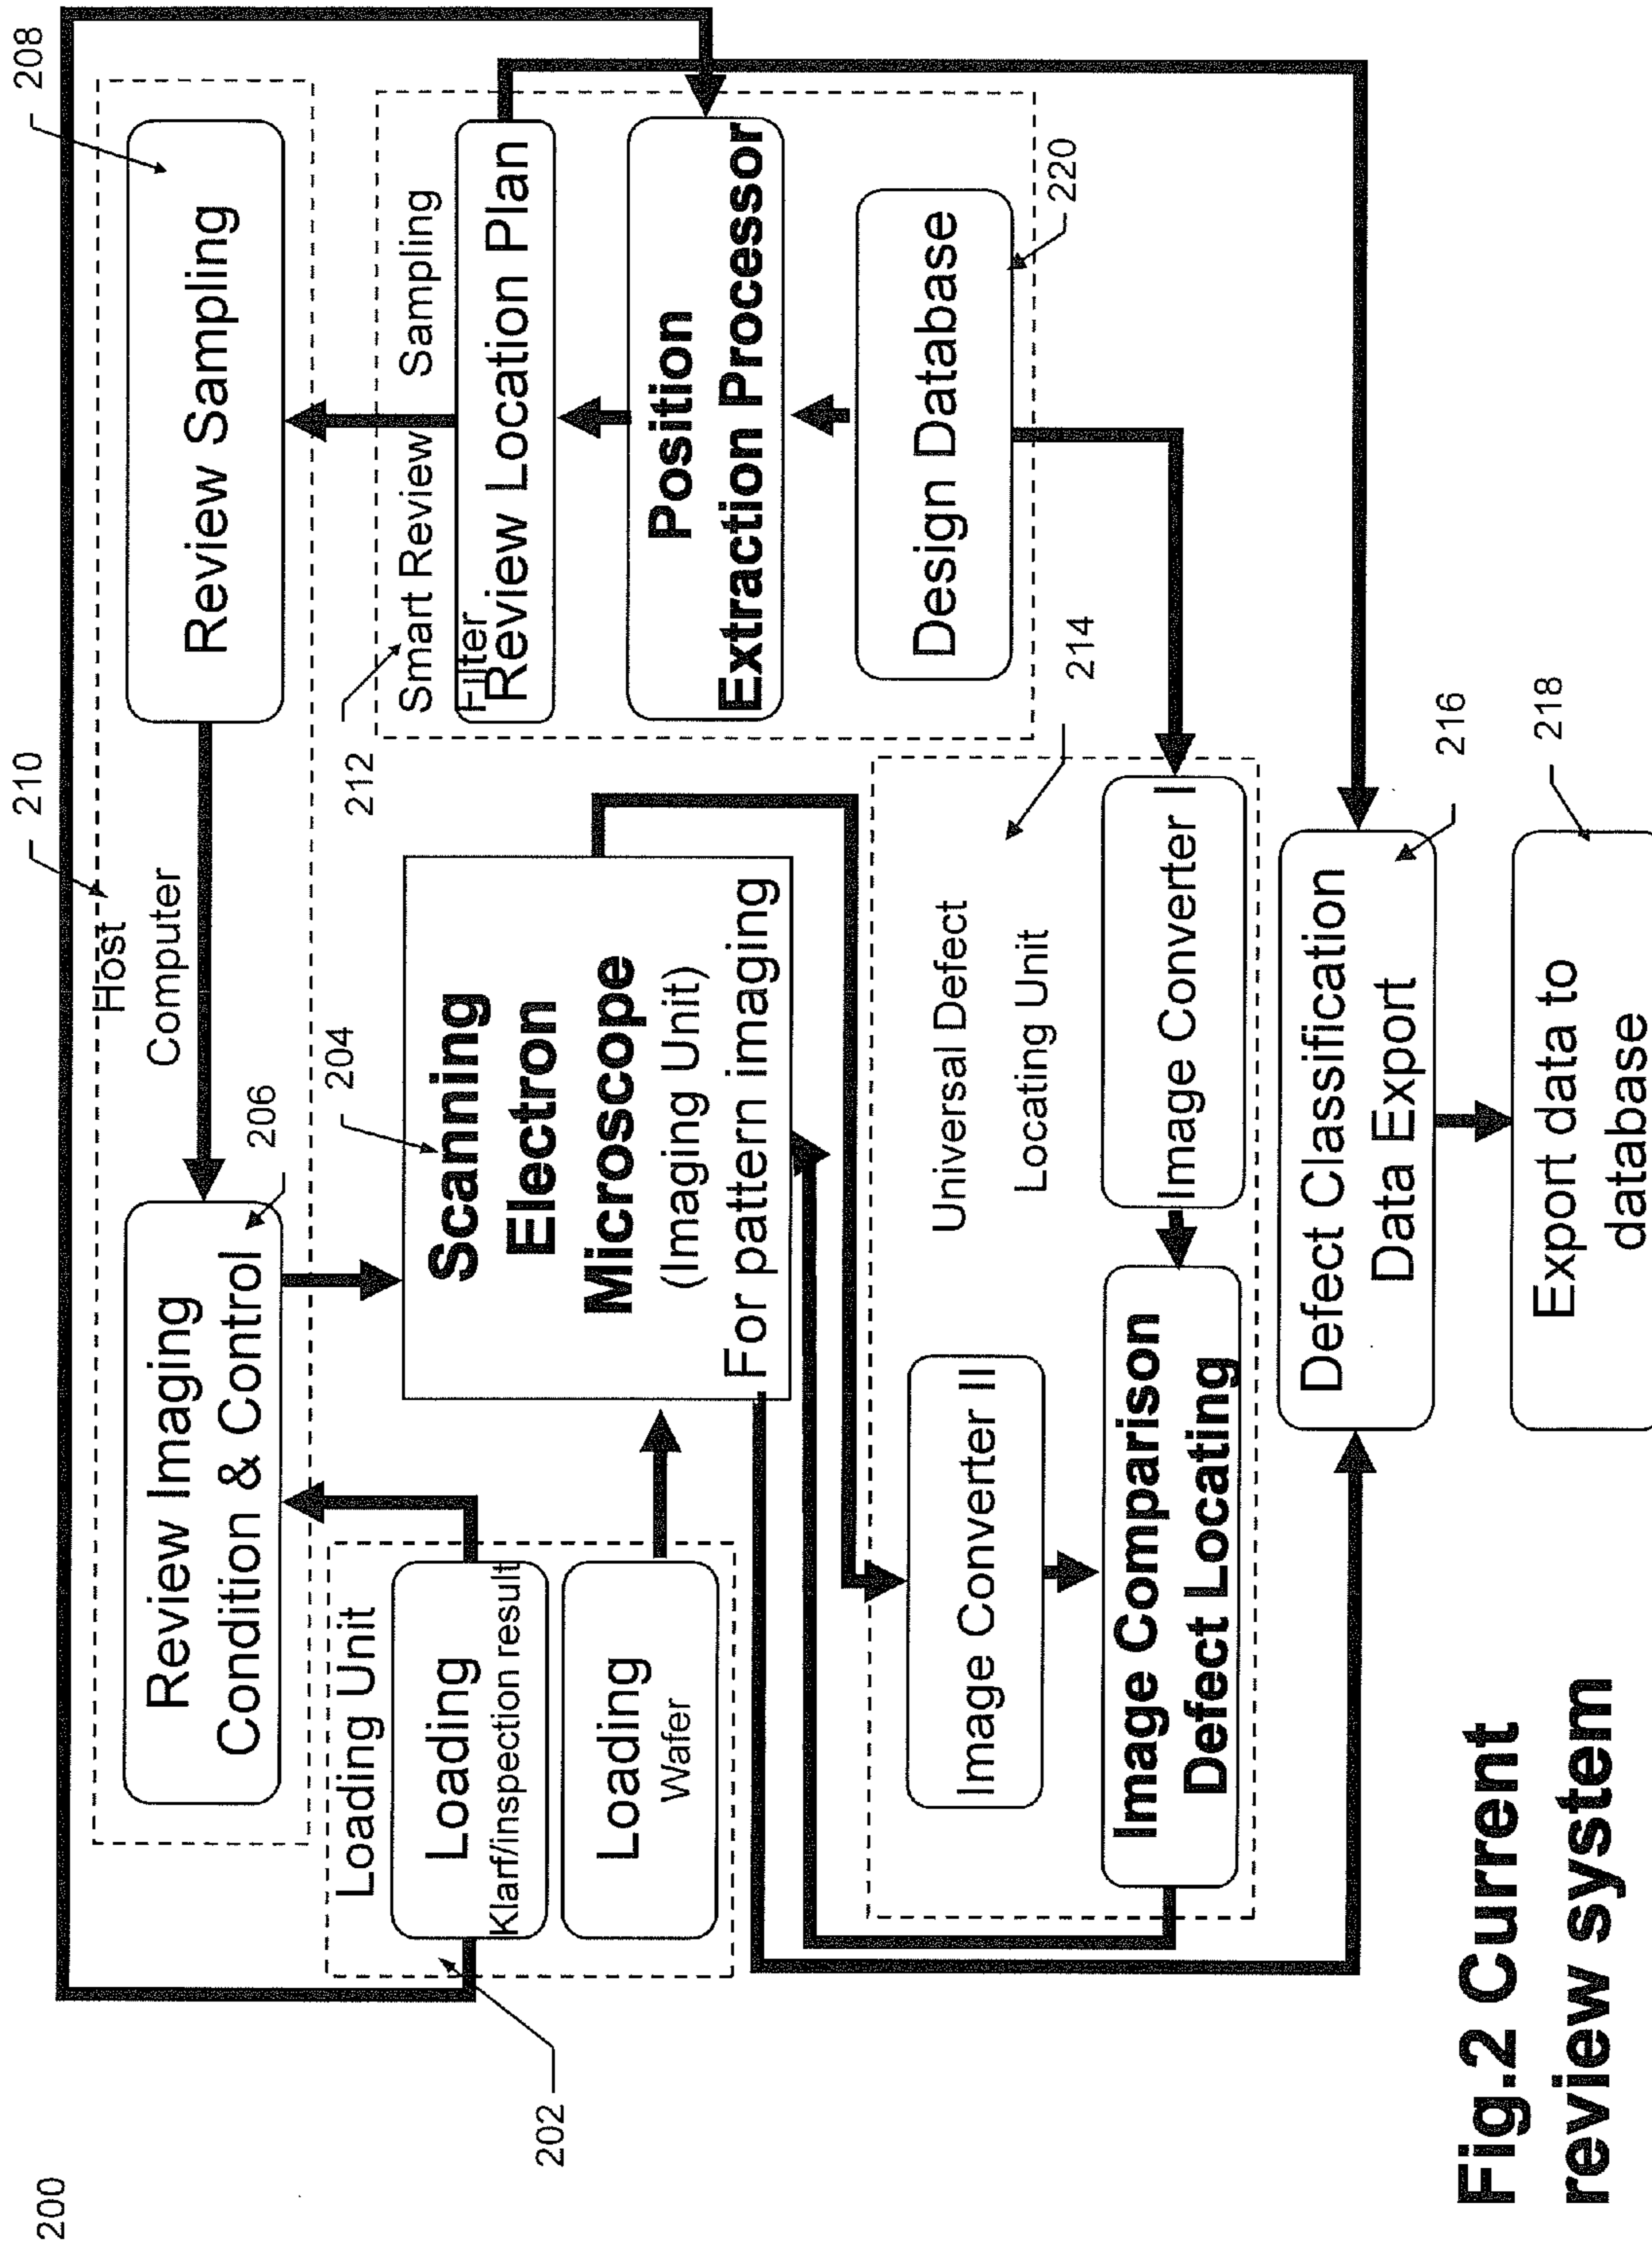 200
210
208
Host
Computer
Review Imaging
Condition & Control
206
Review Sampling
Loading Unit
Loading
Klarf/inspection result
Loading
Wafer
202
204
Scanning
Electron
Microscope
(Imaging Unit)
For pattern imaging
212
Smart Review Sampling
Filter
Review Location Plan
Position
Extraction Processor
Design Database
220
214
Universal Defect
Locating Unit
Image Converter II
Image Converter I
Image Comparison
Defect Locating
Defect Classification
Data Export
216
Export data to
database
218
Fig.2 Current
review system